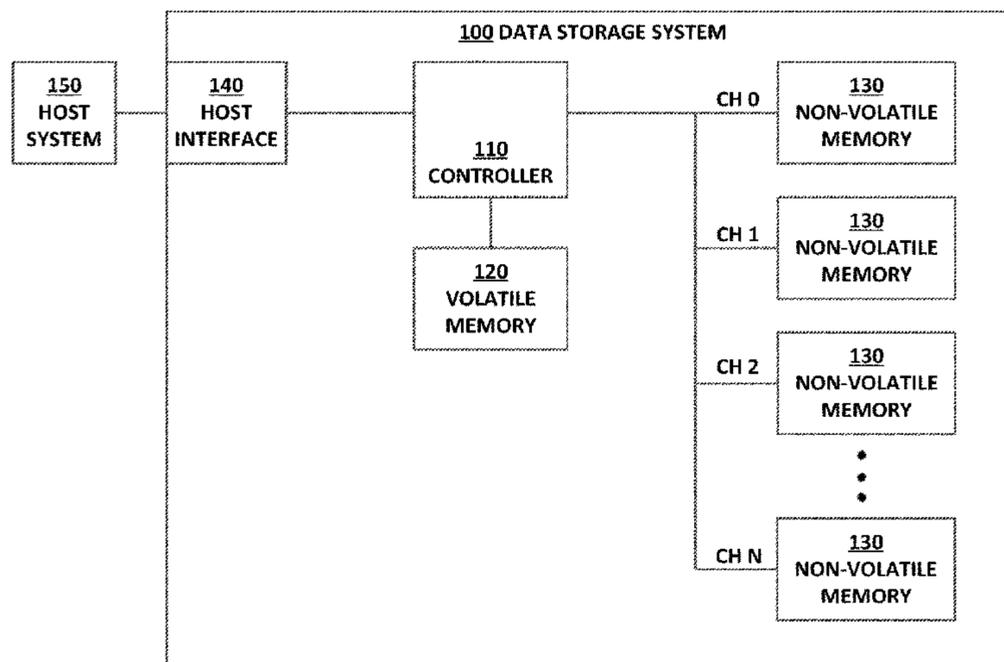 100 DATA STORAGE SYSTEM
150
HOST
SYSTEM
140
HOST
INTERFACE
110
CONTROLLER
120
VOLATILE
MEMORY
CH 0
130
NON-VOLATILE
MEMORY
CH 1
130
NON-VOLATILE
MEMORY
CH 2
130
NON-VOLATILE
MEMORY
CH N
130
NON-VOLATILE
MEMORY